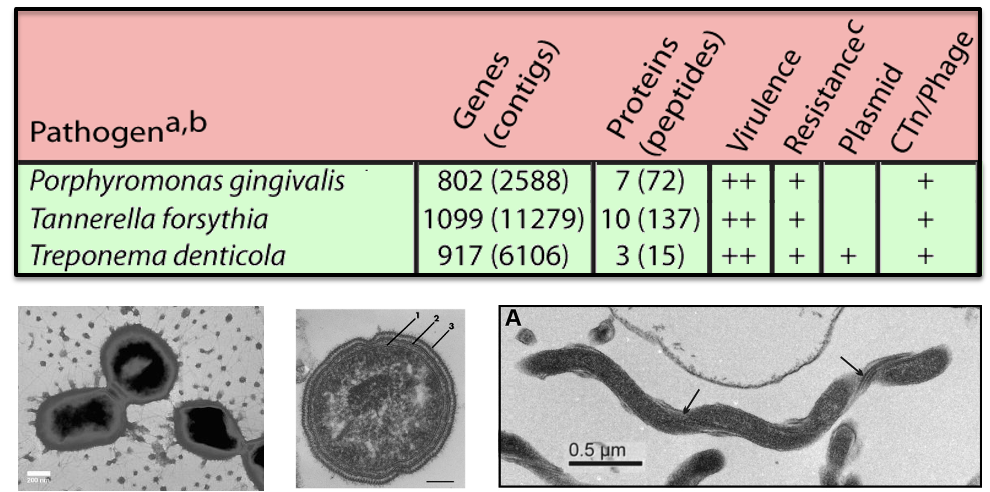 Pathogen^a,b
Genes
(contigs)
Proteins
(peptides)
Virulence
Resistance^c
Plasmid
CTn/Phage
Porphyromonas gingivalis 802 (2588) 7 (72) ++ + +
Tannerella forsythia 1099 (11279) 10 (137) ++ + +
Treponema denticola 917 (6106) 3 (15) ++ + + +
200 nm
1 2 3
A
0.5 µm